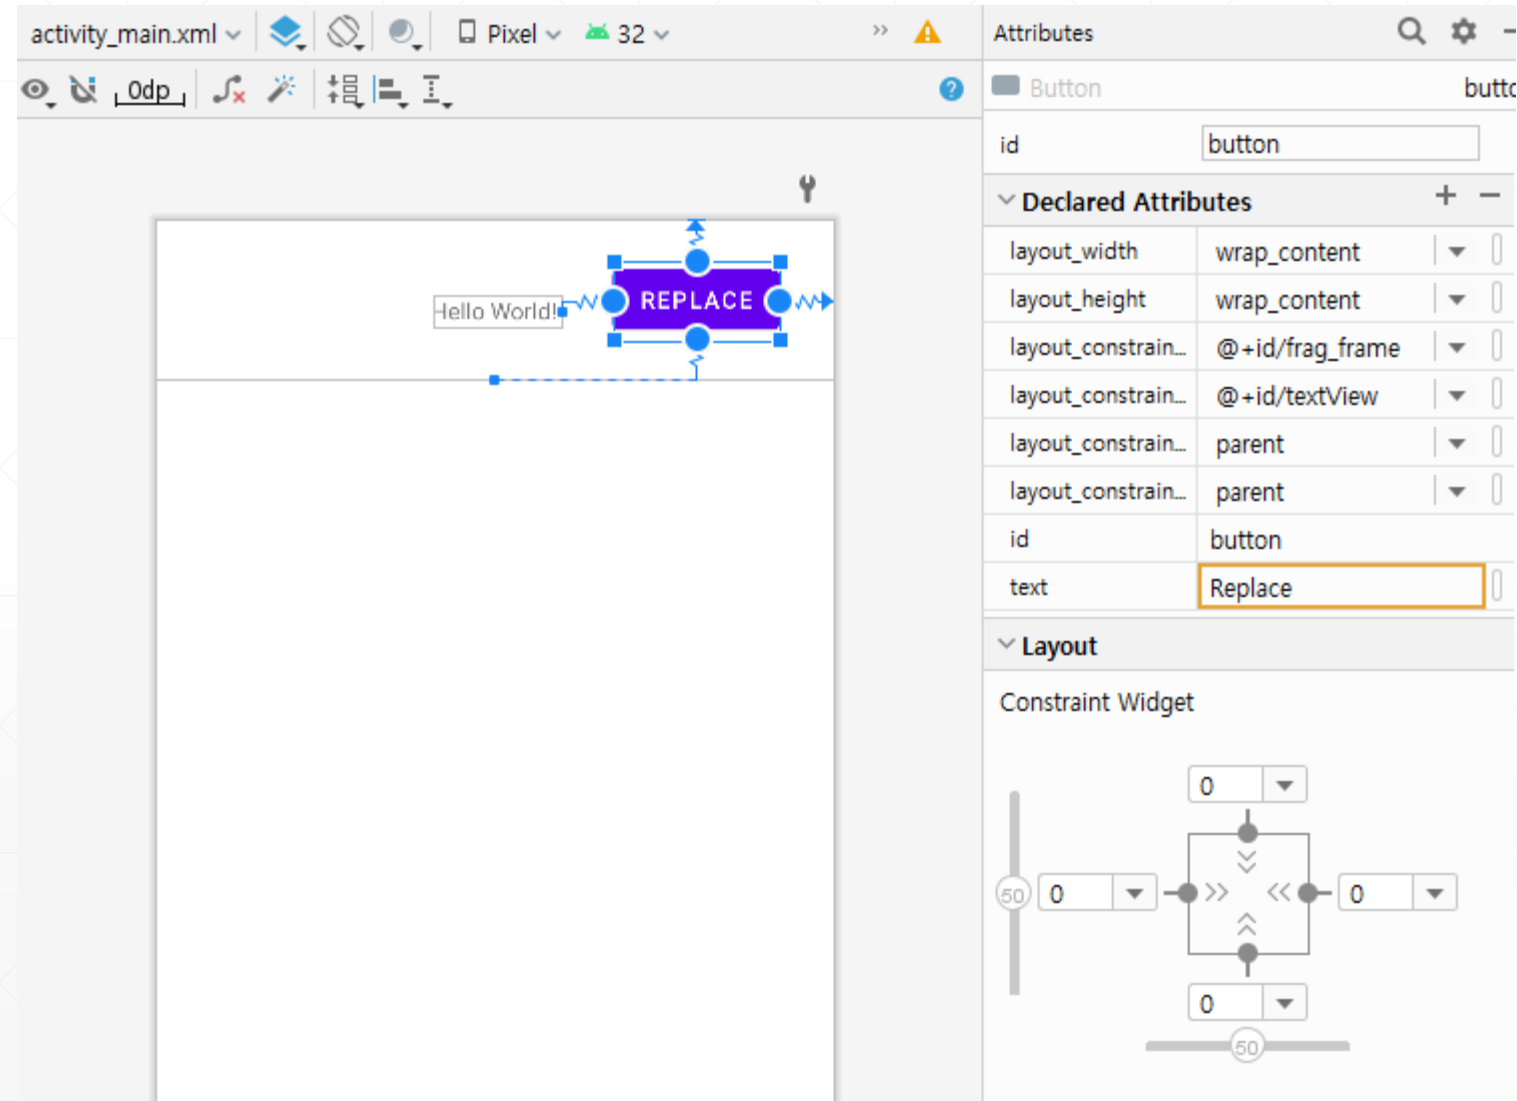 activity_main.xml Pixel 32
0dp
Hello World!
REPLACE
Attributes
Button
id button
Declared Attributes
layout_width wrap_content
layout_height wrap_content
layout_constrain... @+id/frag_frame
layout_constrain... @+id/textView
layout_constrain... parent
layout_constrain... parent
id button
text Replace
Layout
Constraint Widget
0
50 0 0
0
50